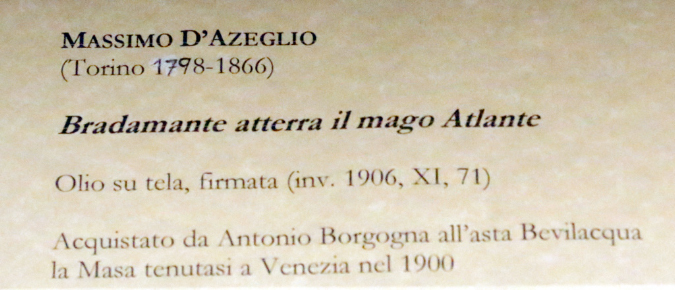 MASSIMO D'AZEGLIO
(Torino 1798-1866)
Bradamante atterra il mago Atlante
Olio su tela, firmata (inv. 1906, XI, 71)
Acquistato da Antonio Borgogna all'asta Bevilacqua
la Masa tenutasi a Venezia nel 1900